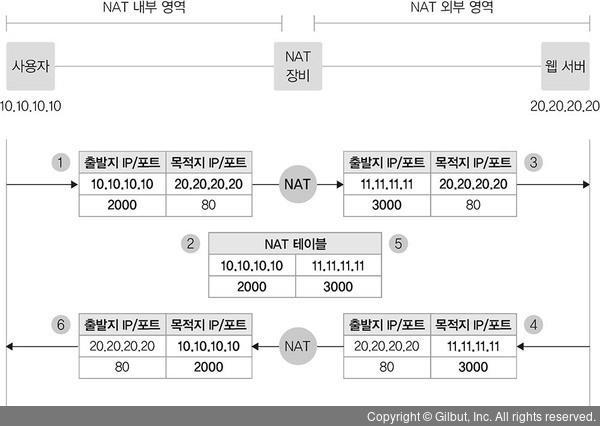 NAT 내부 영역 NAT 외부 영역
사용자 NAT 장비 웹 서버
10.10.10.10 20.20.20.20
1 출발지 IP/포트 목적지 IP/포트 출발지 IP/포트 목적지 IP/포트 3
10.10.10.10 20.20.20.20 NAT 11.11.11.11 20.20.20.20
2000 80 3000 80
2 NAT 테이블 5
10.10.10.10 11.11.11.11
2000 3000
6 출발지 IP/포트 목적지 IP/포트 출발지 IP/포트 목적지 IP/포트 4
20.20.20.20 10.10.10.10 NAT 20.20.20.20 11.11.11.11
80 2000 80 3000
Copyright © Gilbut, Inc. All rights reserved.